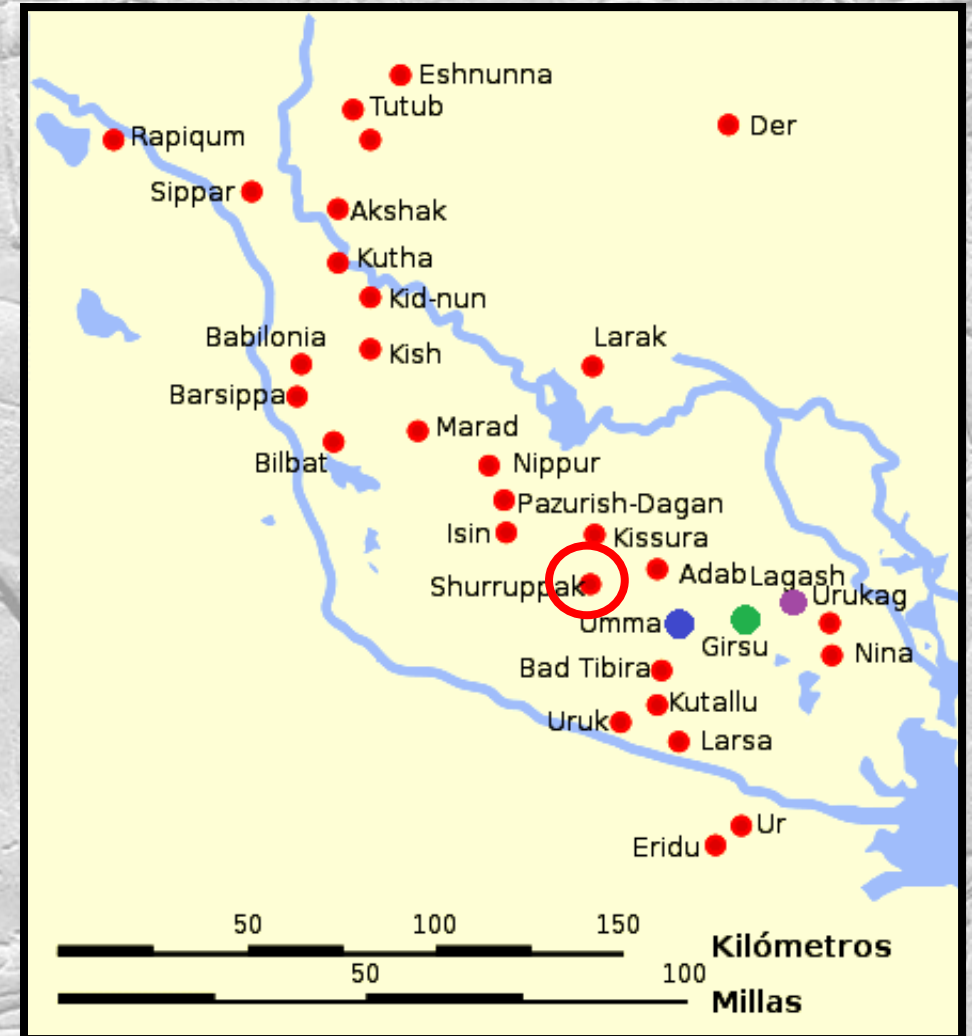 Eshnunna
Tutub
Der
Rapiqum
Sippar
Akshak
Kutha
Kid-nun
Babilonia
Larak
Kish
Barsippa
Marad
Bilbat
Nippur
Pazurish-Dagan
Isin
Kissura
Adab
Lagash
Shurruppak
Urukag
Umma
Girsu
Nina
Bad Tibira
Kutallu
Uruk
Larsa
Ur
Eridu
50 100 150
Kilómetros
50 100
Millas